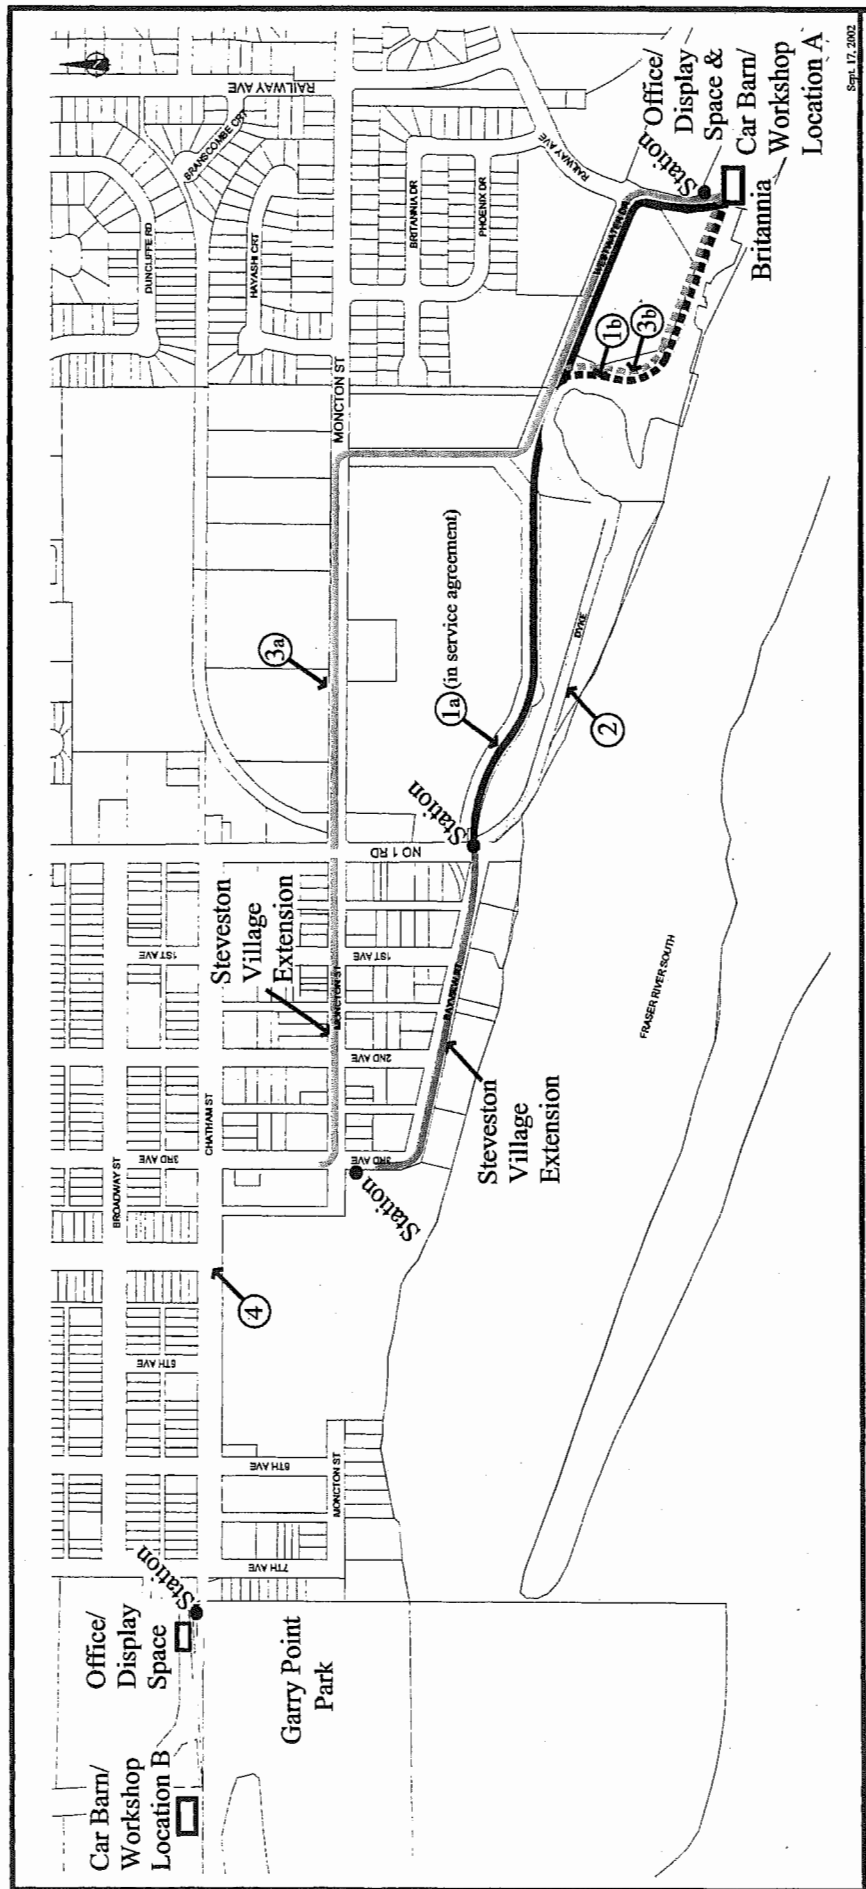 Car Barn/
Workshop
Location B
Office/
Display
Space
Station
Garry Point
Park
7TH AVE
6TH AVE
MONCTON ST
5TH AVE
BROADWAY ST
CHATHAM ST
4
3RD AVE
3RD AVE
Station
2ND AVE
1ST AVE
1ST AVE
Steveston
Village
Extension
MONCTON ST
BAYVIEW ST
Steveston
Village
Extension
NO 1 RD
Station
3a
1a (in service agreement)
2
DYKE
FRASER RIVER SOUTH
MONCTON ST
DUNCLIFFE RD
BRANSCOMBE CRT
HAYASHI CRT
RAILWAY AVE
BRITANNIA DR
PHOENIX DR
RAILWAY AVE
WESTWATER DR
1b
3b
Station
Britannia
Office/
Display
Space &
Car Barn/
Workshop
Location A
Sept. 17, 2002